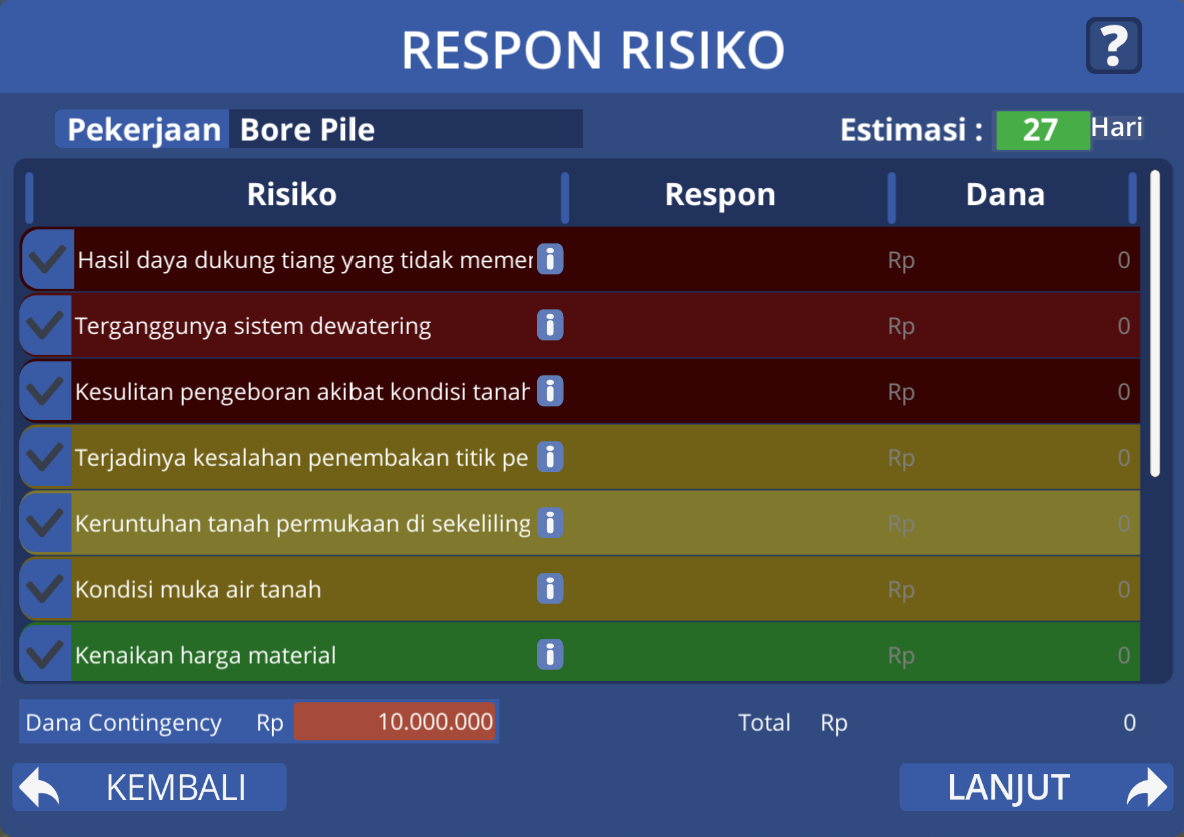 RESPON RISIKO
?
Pekerjaan Bore Pile Estimasi : 27 Hari
Risiko Respon Dana
Hasil daya dukung tiang yang tidak i Rp 0
Terganggunya sistem dewatering i Rp 0
Kesulitan pengeboran akibat kondisi tanah i Rp 0
Terjadinya kesalahan penembakan titik pe i Rp 0
Keruntuhan tanah permukaan di sekeliling i Rp 0
Kondisi muka air tanah i Rp 0
Kenaikan harga material i Rp 0
Dana Contingency Rp 10.000.000 Total Rp 0
KEMBALI LANJUT